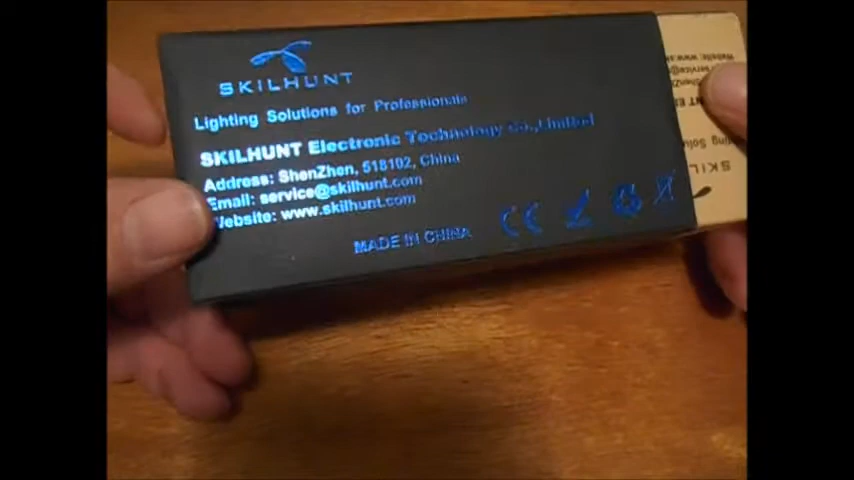 SKILHUNT
Lighting Solutions for Professionals
SKILHUNT Electronic Technology Co.,Limited
Address: ShenZhen, 518102, China
Email: service@skilhunt.com
Website: www.skilhunt.com
MADE IN CHINA
CE